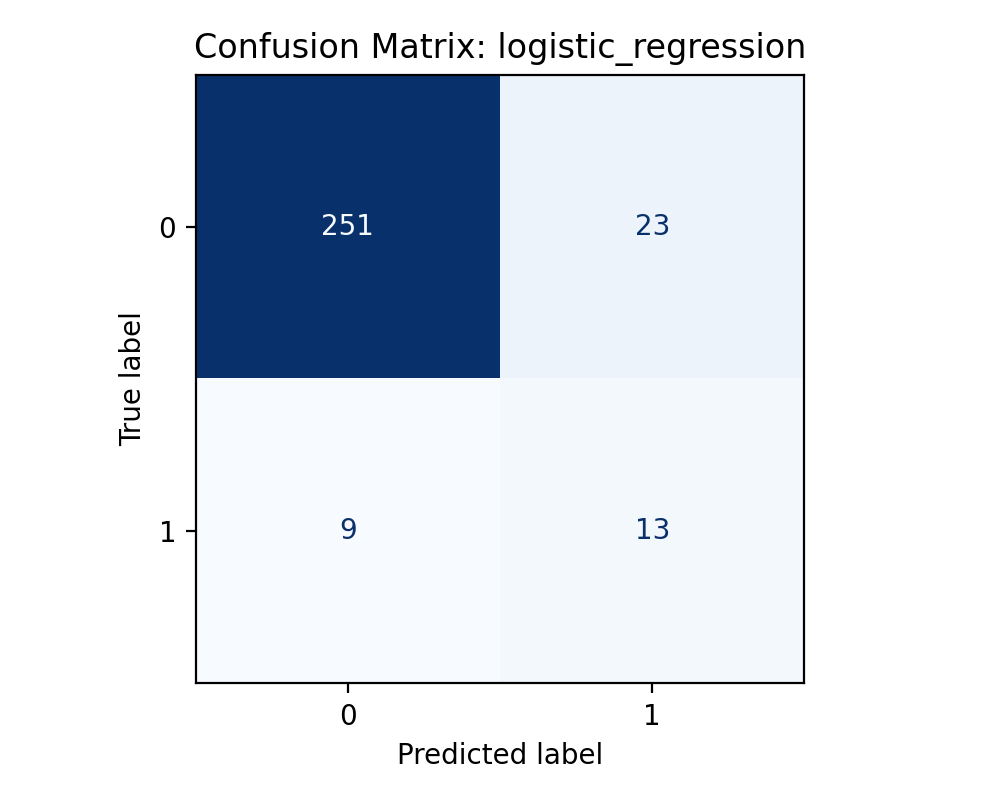 Confusion Matrix: logistic_regression
True label
0
251
23
1
9
13
0
1
Predicted label